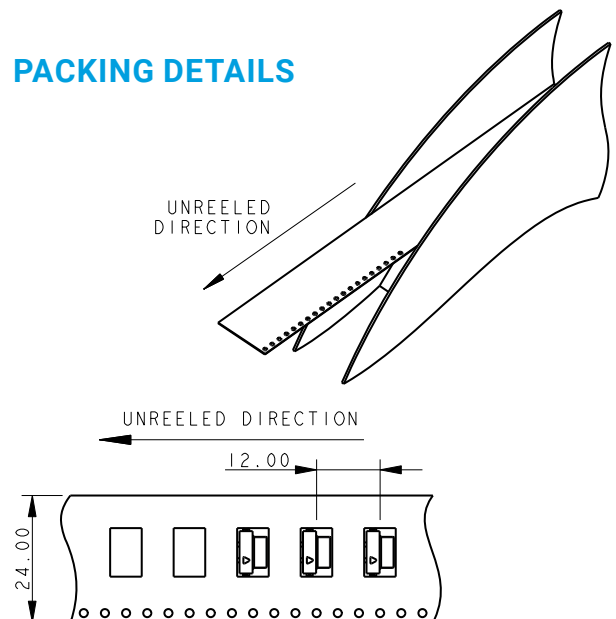 PACKING DETAILS
UNREELED
DIRECTION
UNREELED DIRECTION
12.00
24.00